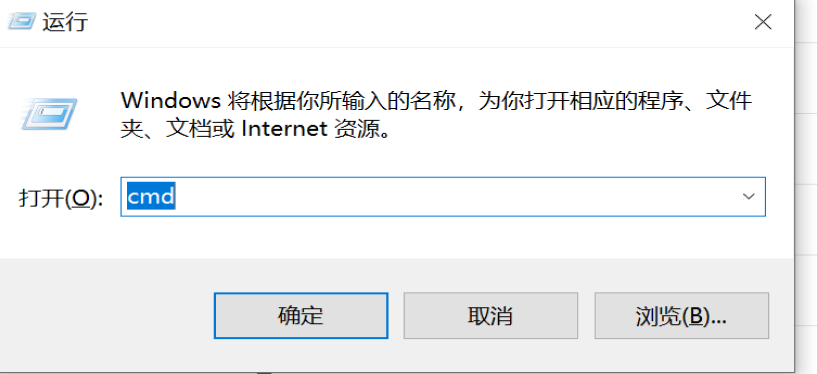 运行
Windows 将根据你所输入的名称，为你打开相应的程序、文件
夹、文档或 Internet 资源。
打开(O): cmd
确定 取消 浏览(B)...